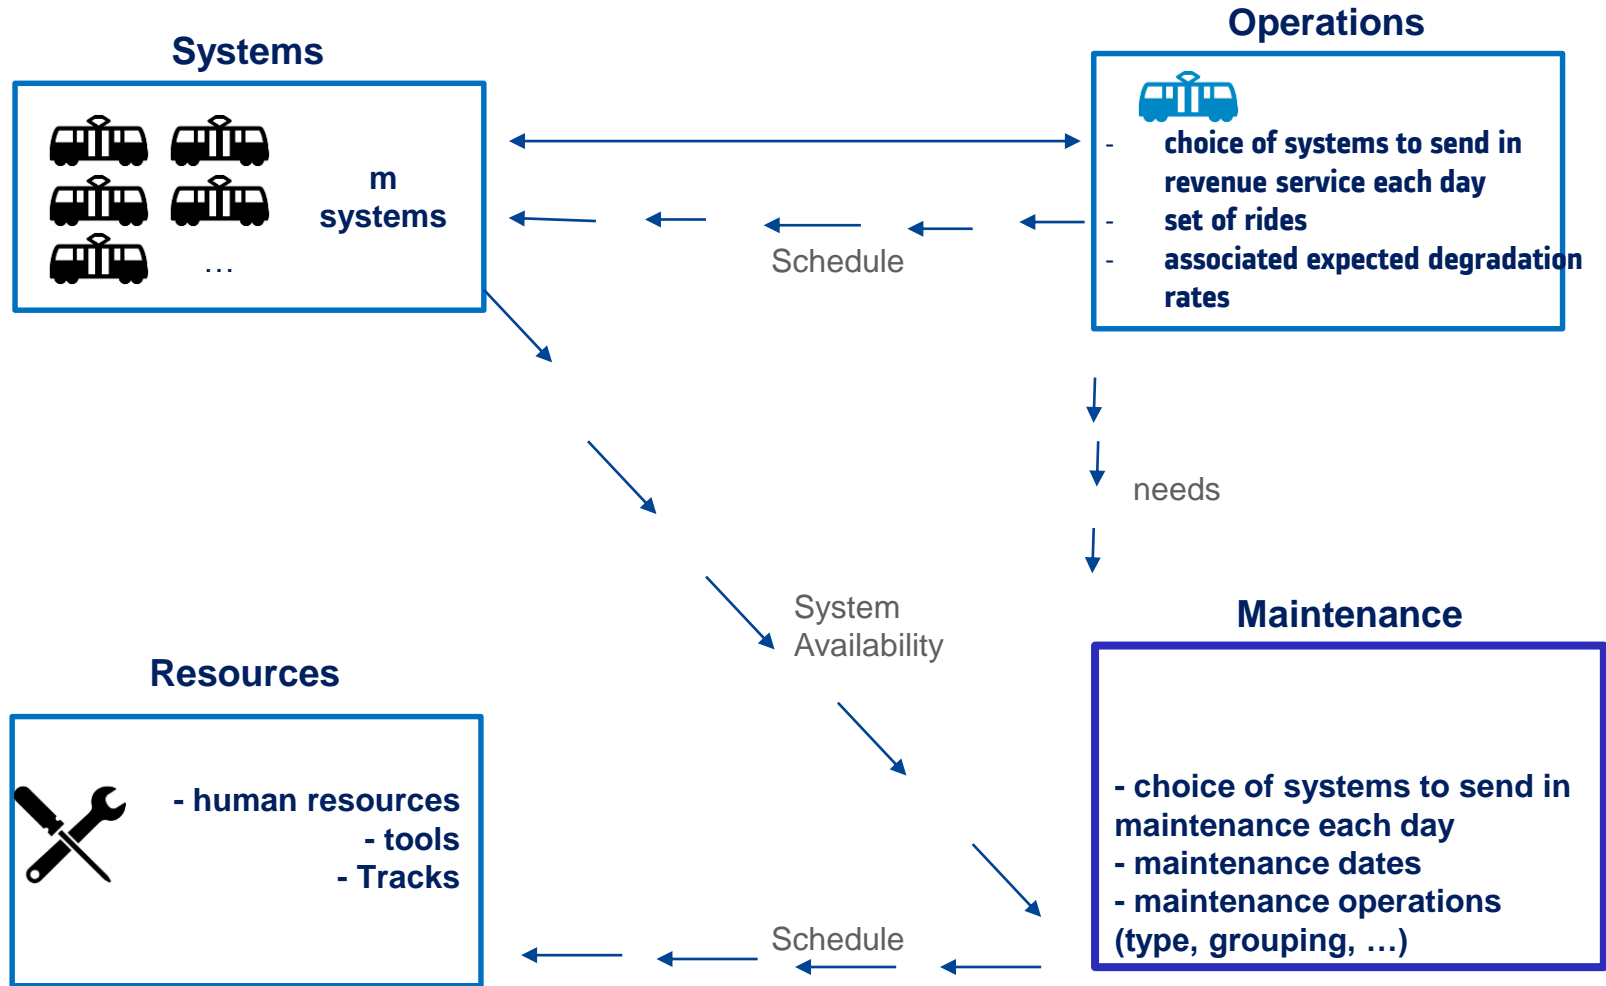 Systems
m
systems
…
Operations
- choice of systems to send in
revenue service each day
- set of rides
- associated expected degradation
rates
Schedule
needs
System
Availability
Resources
- human resources
- tools
- Tracks
Maintenance
- choice of systems to send in
maintenance each day
- maintenance dates
- maintenance operations
(type, grouping, …)
Schedule